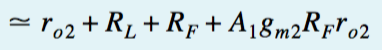 ≃ r_{o2} + R_L + R_F + A_1 g_{m2} R_F r_{o2}